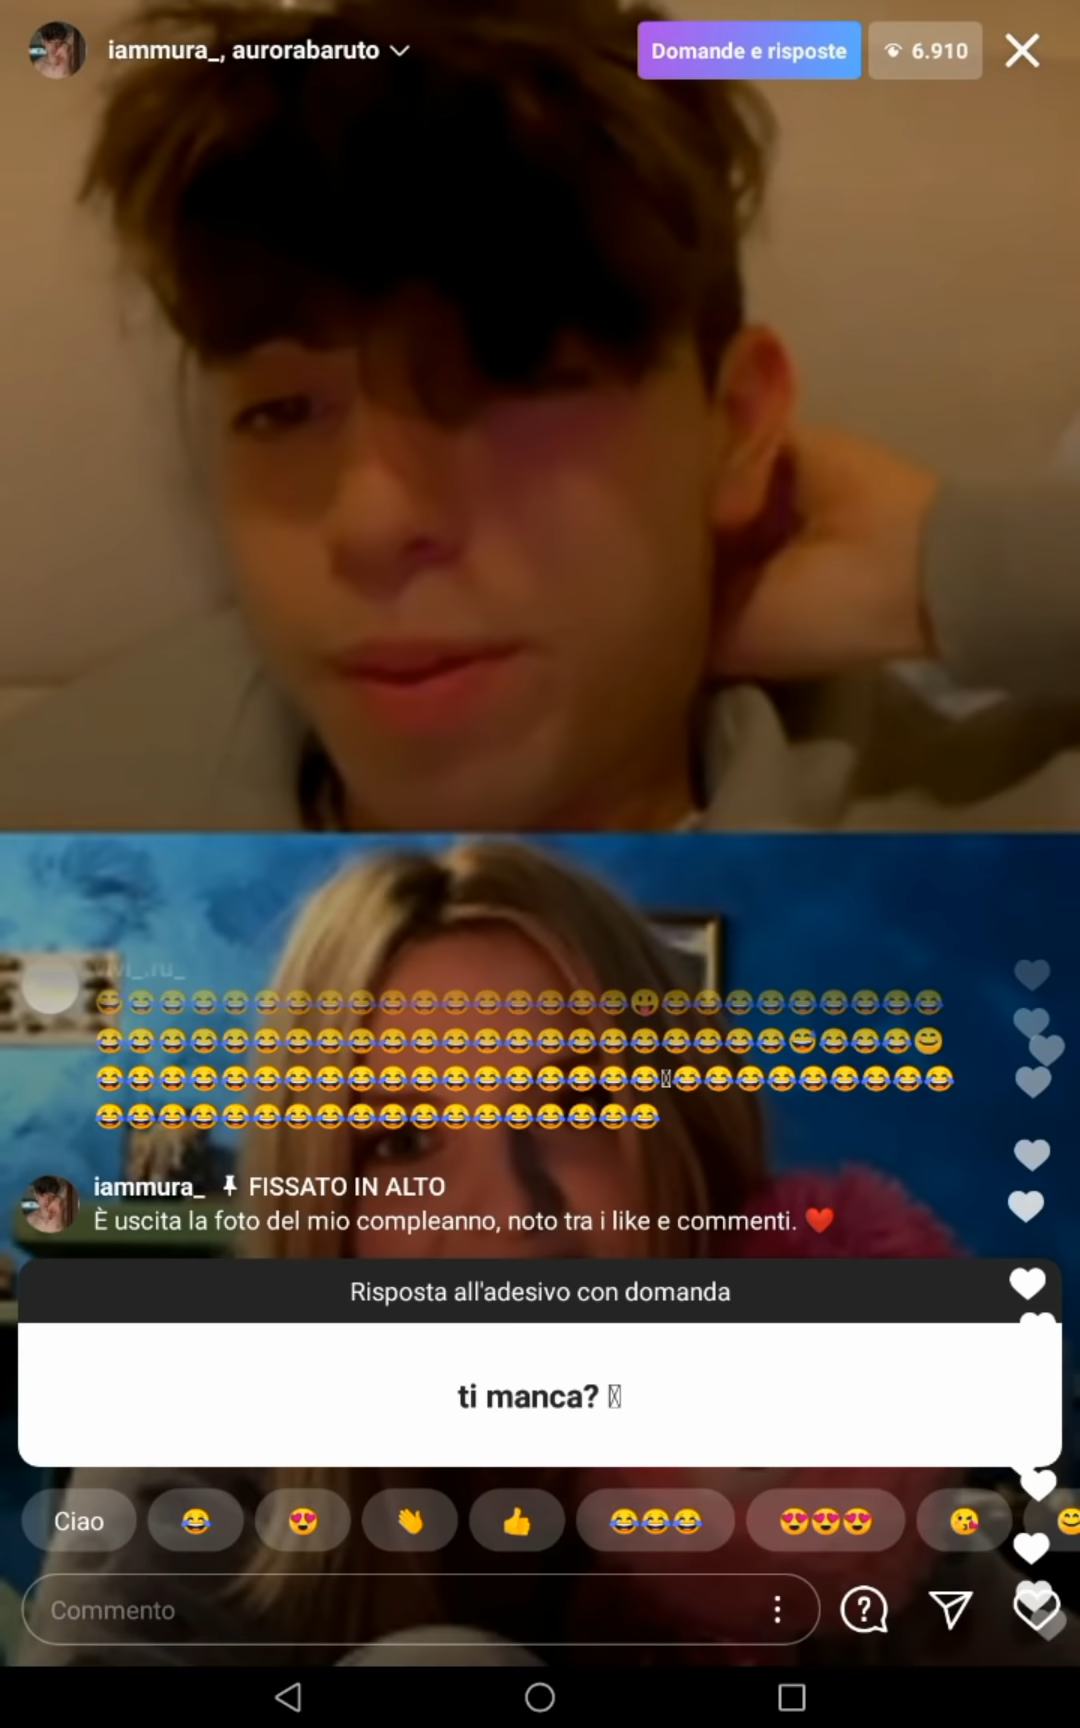 iammura_, aurorabaruto
Domande e risposte
6.910
😅😂😂😂😂😂😂😂😂😂😂😂😂😂😂😂😂😛😂😂😂😂😂😂😂😂😂
😂😂😂😂😂😂😂😂😂😂😂😂😂😂😂😂😂😂😂😂😂😂😅😂😂😂😄
😂😂😂😂😂😂😂😂😂😂😂😂😂😂😂😂😂😂😂😂😂😂😂😂😂😂😂
😂😂😂😂😂😂😂😂😂😂😂😂😂😂😂😂😂😂
iammura_ 📌 FISSATO IN ALTO
È uscita la foto del mio compleanno, noto tra i like e commenti. ❤️
Risposta all'adesivo con domanda
ti manca?
Ciao 😂 😍 👏 👍 😂😂😂 😍😍😍 😘 😊
Commento